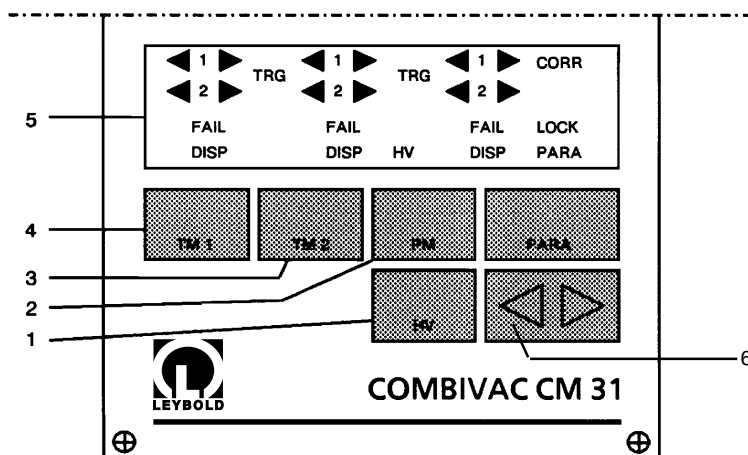 1 1 1 CORR
TRG TRG
2 2 2
5
FAIL FAIL FAIL LOCK
DISP DISP HV DISP PARA
4 TM 1 TM 2 PM PARA
3
2
1 HV
6
LEYBOLD COMBIVAC CM 31